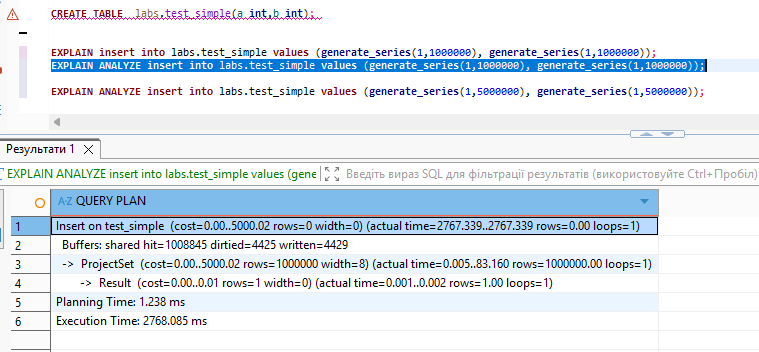 CREATE TABLE labs.test_simple(a int,b int);
EXPLAIN insert into labs.test_simple values (generate_series(1,1000000), generate_series(1,1000000));
EXPLAIN ANALYZE insert into labs.test_simple values (generate_series(1,1000000), generate_series(1,1000000));
EXPLAIN ANALYZE insert into labs.test_simple values (generate_series(1,5000000), generate_series(1,5000000));
Результати 1
EXPLAIN ANALYZE insert into labs.test_simple values (gene
Введіть вираз SQL для фільтрації результатів (використовуйте Ctrl+Пробіл)
A-Z QUERY PLAN
1 Insert on test_simple (cost=0.00..5000.02 rows=0 width=0) (actual time=2767.339..2767.339 rows=0.00 loops=1)
2 Buffers: shared hit=1008845 dirtied=4425 written=4429
3 -> ProjectSet (cost=0.00..5000.02 rows=1000000 width=8) (actual time=0.005..83.160 rows=1000000.00 loops=1)
4 -> Result (cost=0.00..0.01 rows=1 width=0) (actual time=0.001..0.002 rows=1.00 loops=1)
5 Planning Time: 1.238 ms
6 Execution Time: 2768.085 ms